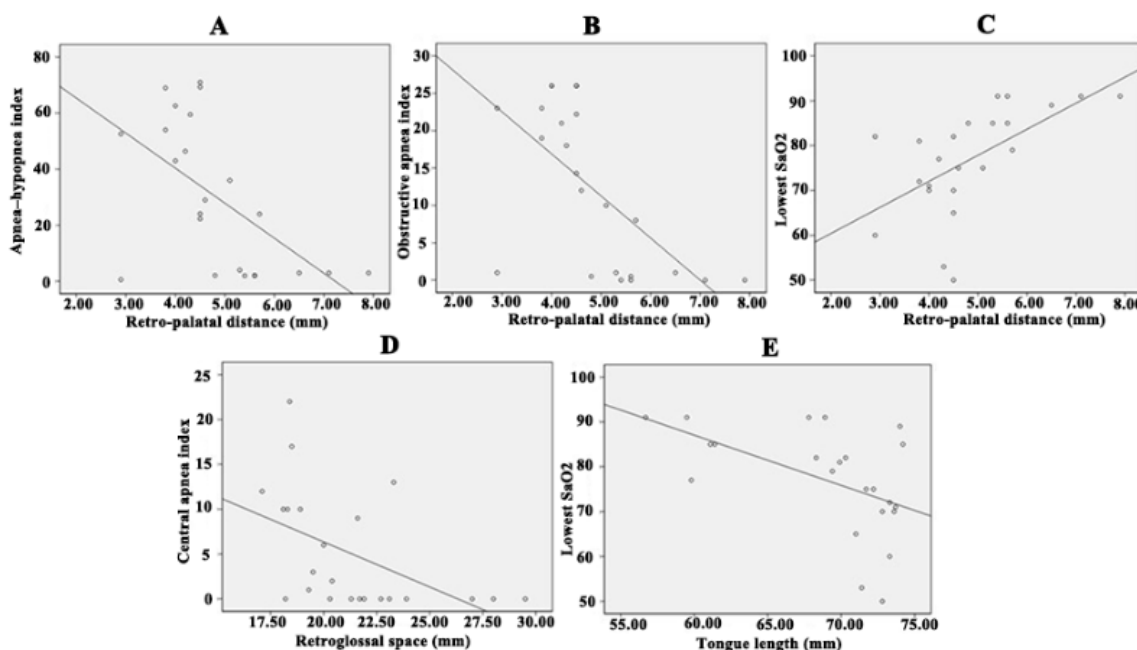 A
Apnea–hypopnea index
80
60
40
20
0
2.00 3.00 4.00 5.00 6.00 7.00 8.00
Retro-palatal distance (mm)
B
Obstructive apnea index
30
25
20
15
10
5
0
2.00 3.00 4.00 5.00 6.00 7.00 8.00
Retro-palatal distance (mm)
C
Lowest SaO2
100
90
80
70
60
50
2.00 3.00 4.00 5.00 6.00 7.00 8.00
Retro-palatal distance (mm)
D
Central apnea index
25
20
15
10
5
0
17.50 20.00 22.50 25.00 27.50 30.00
Retroglossal space (mm)
E
Lowest SaO2
100
90
80
70
60
50
55.00 60.00 65.00 70.00 75.00
Tongue length (mm)